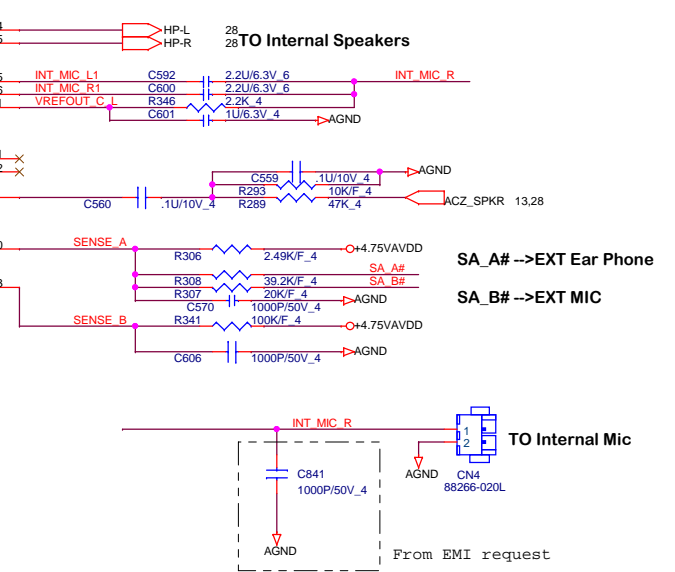 HP-L 28
HP-R 28 TO Internal Speakers
INT_MIC_L1 C592 2.2U/6.3V_6 INT_MIC_R
INT_MIC_R1 C600 2.2U/6.3V_6
VREFOUT_C_L R346 2.2K_4
C601 1U/6.3V_4 AGND
AGND
C559 .1U/10V_4
R293 10K/F_4
C560 .1U/10V_4 R289 47K_4 ACZ_SPKR 13,28
SENSE_A R306 2.49K/F_4 +4.75VAVDD
SA_A# -->EXT Ear Phone
SA_A#
R308 39.2K/F_4 SA_B#
R307 20K/F_4 AGND
SA_B# -->EXT MIC
C570 1000P/50V_4
SENSE_B R341 100K/F_4 +4.75VAVDD
AGND
C606 1000P/50V_4
INT_MIC_R
1
2
TO Internal Mic
AGND CN4
88266-020L
C841
1000P/50V_4
AGND
From EMI request